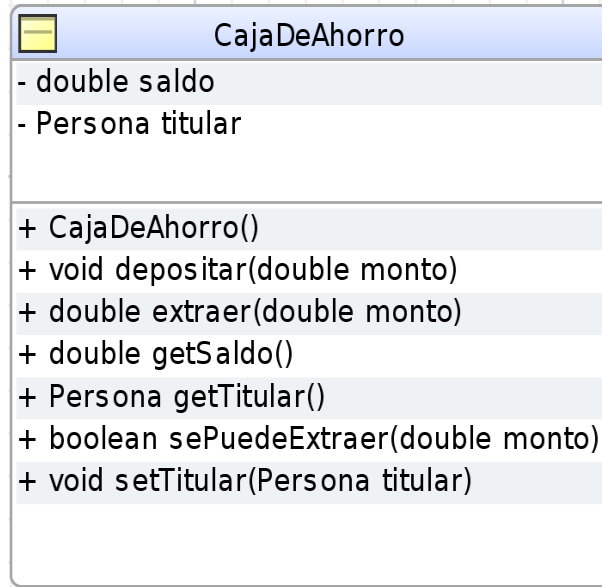 CajaDeAhorro
- double saldo
- Persona titular
+ CajaDeAhorro()
+ void depositar(double monto)
+ double extraer(double monto)
+ double getSaldo()
+ Persona getTitular()
+ boolean sePuedeExtraer(double monto)
+ void setTitular(Persona titular)